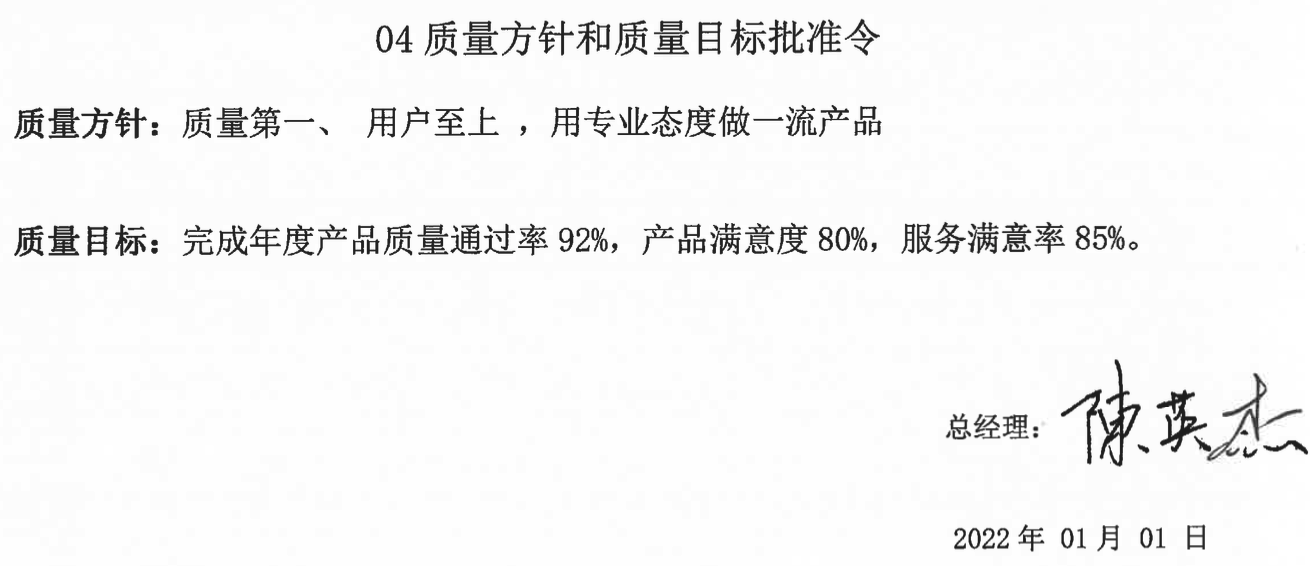 04 质量方针和质量目标批准令
质量方针：质量第一、 用户至上 ，用专业态度做一流产品
质量目标：完成年度产品质量通过率 92%，产品满意度 80%，服务满意率 85%。
总经理：陳英杰
2022 年 01 月 01 日